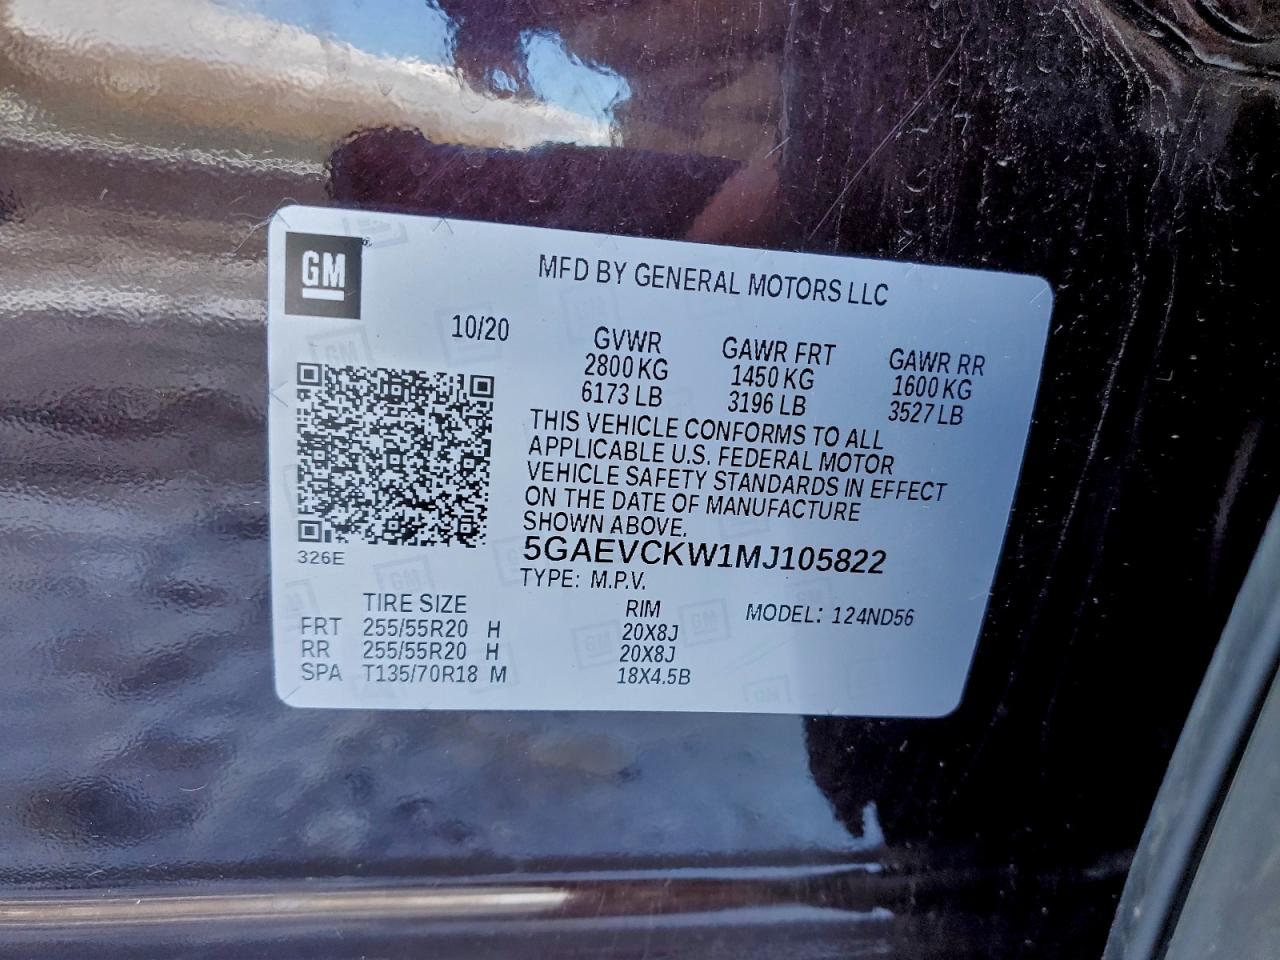 GM
MFD BY GENERAL MOTORS LLC
10/20
GVWR
2800 KG
6173 LB
GAWR FRT
1450 KG
3196 LB
GAWR RR
1600 KG
3527 LB
THIS VEHICLE CONFORMS TO ALL
APPLICABLE U.S. FEDERAL MOTOR
VEHICLE SAFETY STANDARDS IN EFFECT
ON THE DATE OF MANUFACTURE
SHOWN ABOVE.
326E
5GAEVCKW1MJ105822
TYPE: M.P.V.
TIRE SIZE RIM MODEL: 124ND56
FRT 255/55R20 H 20X8J
RR 255/55R20 H 20X8J
SPA T135/70R18 M 18X4.5B